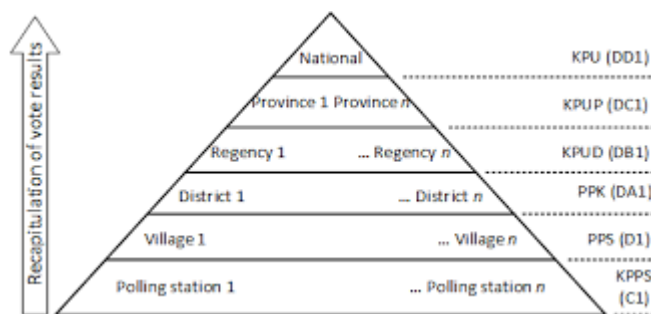 Recapitulation of vote results
National
KPU (DD1)
Province 1 Province n
KPUP (DC1)
Regency 1 ... Regency n
KPUD (DB1)
District 1 ... District n
PPK (DA1)
Village 1 ... Village n
PPS (D1)
Polling station 1 ... Polling station n
KPPS
(C1)